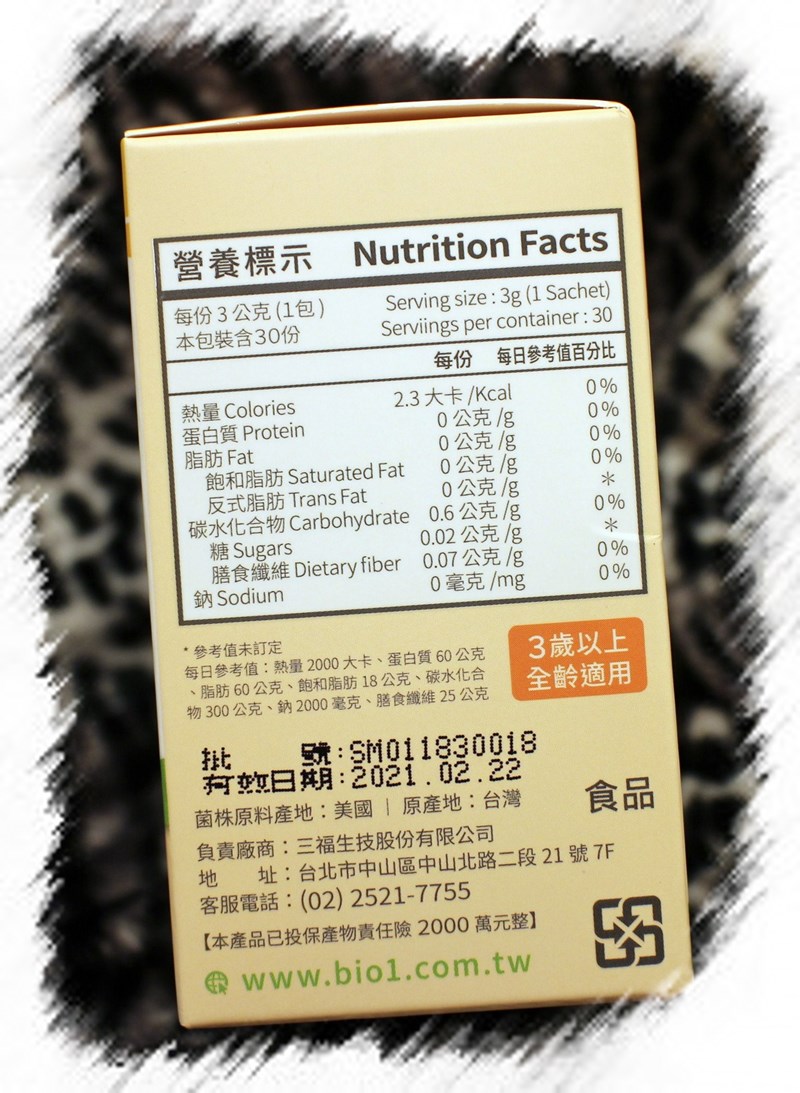 營養標示 Nutrition Facts
每份3公克(1包) Serving size : 3g (1 Sachet)
本包裝含30份 Serviings per container : 30
每份 每日參考值百分比
熱量 Colories 2.3 大卡 /Kcal 0%
蛋白質 Protein 0 公克 /g 0%
脂肪 Fat 0 公克 /g 0%
飽和脂肪 Saturated Fat 0 公克 /g 0%
反式脂肪 Trans Fat 0 公克 /g *
碳水化合物 Carbohydrate 0.6 公克 /g 0%
糖 Sugars 0.02 公克 /g *
膳食纖維 Dietary fiber 0.07 公克 /g 0%
鈉 Sodium 0 毫克 /mg 0%
* 參考值未訂定
每日參考值：熱量 2000 大卡、蛋白質 60 公克
、脂肪 60 公克、飽和脂肪 18 公克、碳水化合
物 300 公克、鈉 2000 毫克、膳食纖維 25 公克
3歲以上
全齡適用
批 號:SM011830018
有效日期:2021.02.22
菌株原料產地：美國 | 原產地：台灣
食品
負責廠商：三福生技股份有限公司
地 址：台北市中山區中山北路二段 21 號 7F
客服電話：(02) 2521-7755
【本產品已投保產物責任險 2000 萬元整】
www.bio1.com.tw